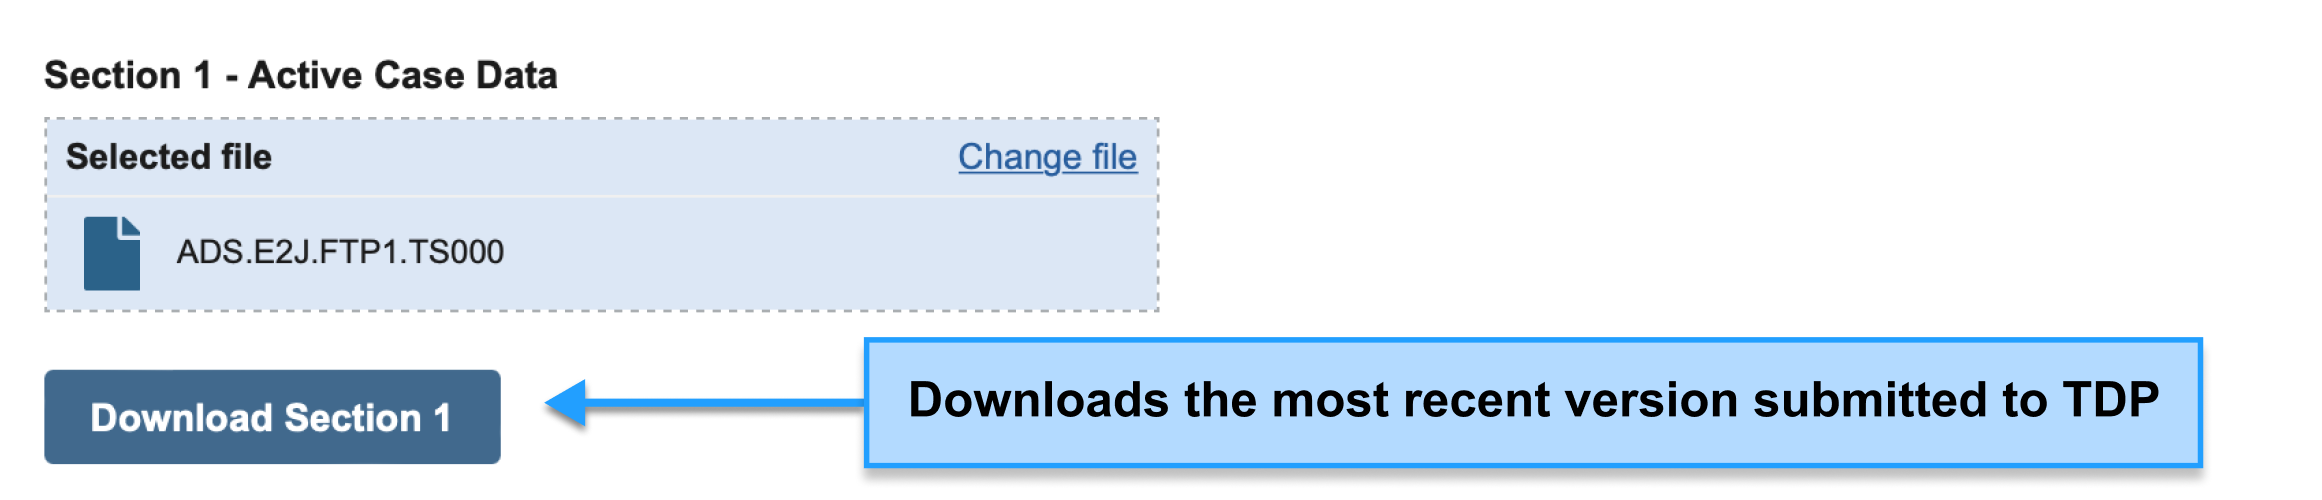 Section 1 - Active Case Data
Selected file
Change file
ADS.E2J.FTP1.TS000
Download Section 1
Downloads the most recent version submitted to TDP